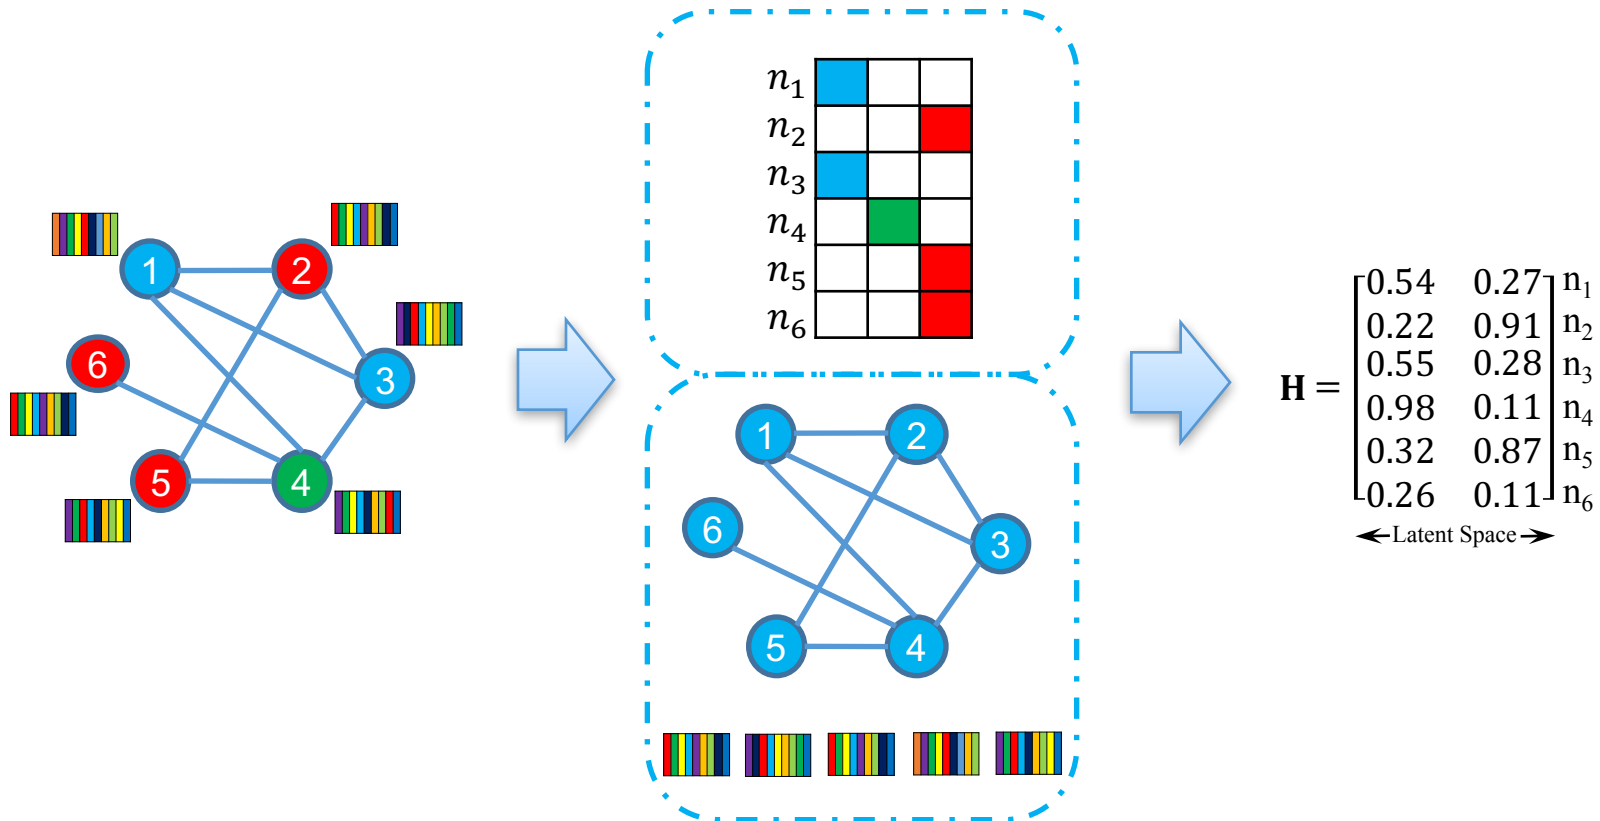 1
2
3
4
5
6
n₁
n₂
n₃
n₄
n₅
n₆
1
2
3
4
5
6
H =
0.54 0.27 n₁
0.22 0.91 n₂
0.55 0.28 n₃
0.98 0.11 n₄
0.32 0.87 n₅
0.26 0.11 n₆
Latent Space